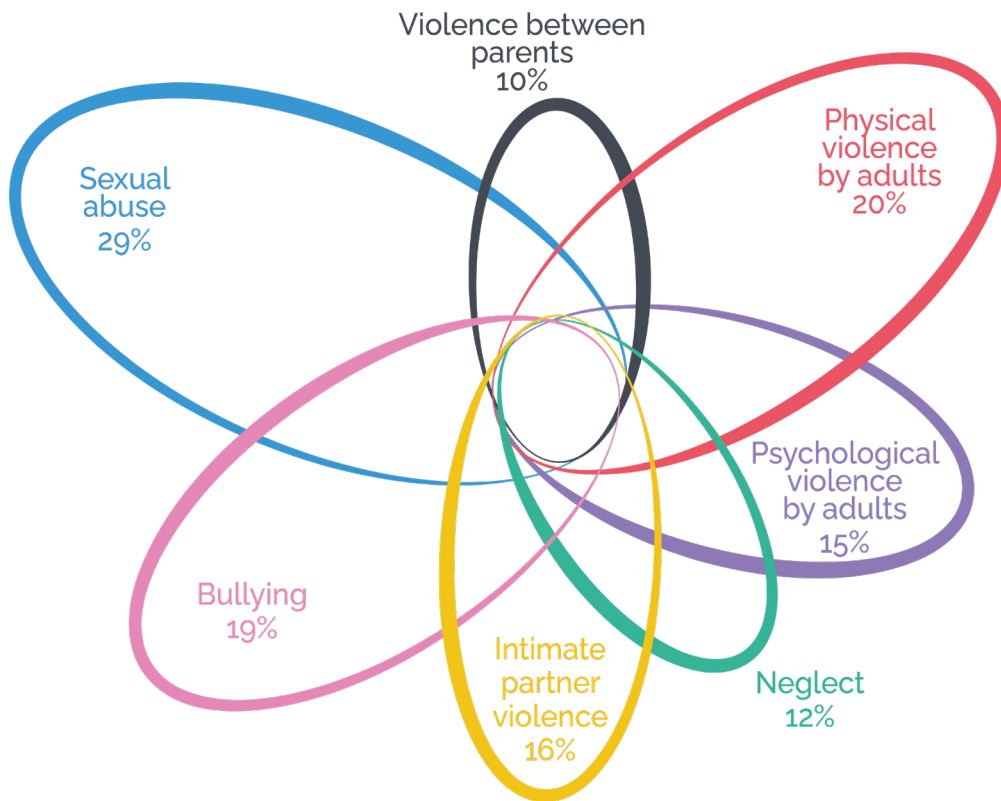 Violence between
parents
10%
Physical
violence
by adults
20%
Sexual
abuse
29%
Psychological
violence
by adults
15%
Bullying
19%
Intimate
partner
violence
16%
Neglect
12%